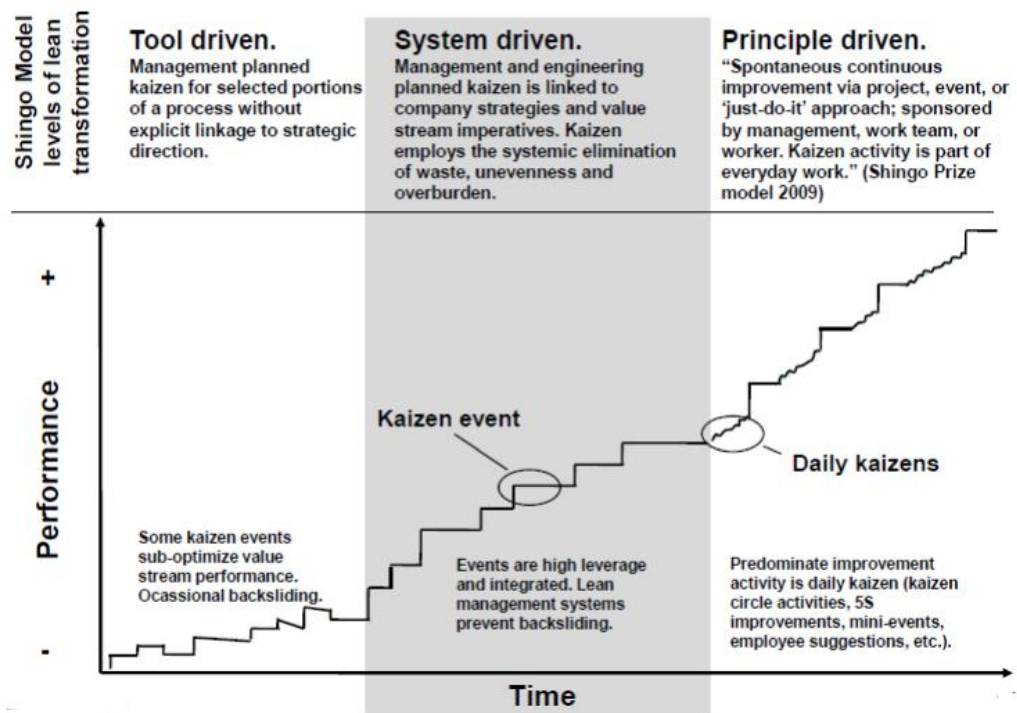 Shingo Model
levels of lean
transformation
Tool driven.
Management planned
kaizen for selected portions
of a process without
explicit linkage to strategic
direction.
System driven.
Management and engineering
planned kaizen is linked to
company strategies and value
stream imperatives. Kaizen
employs the systemic elimination
of waste, unevenness and
overburden.
Principle driven.
“Spontaneous continuous
improvement via project, event, or
‘just-do-it’ approach; sponsored
by management, work team, or
worker. Kaizen activity is part of
everyday work.” (Shingo Prize
model 2009)
+
Performance
-
Kaizen event
Daily kaizens
Some kaizen events
sub-optimize value
stream performance.
Ocassional backsliding.
Events are high leverage
and integrated. Lean
management systems
prevent backsliding.
Predominate improvement
activity is daily kaizen (kaizen
circle activities, 5S
improvements, mini-events,
employee suggestions, etc.).
Time